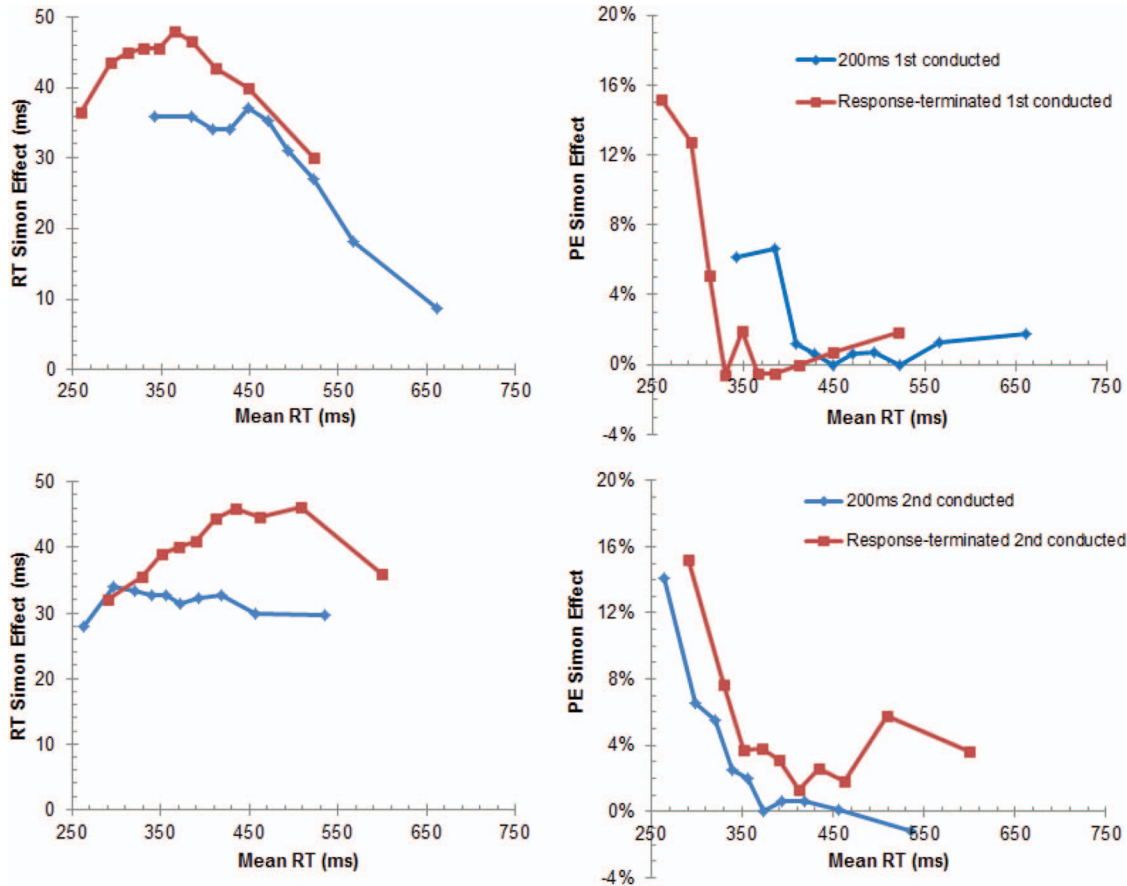 50
40
30
20
10
0
RT Simon Effect (ms)
250 350 450 550 650 750
Mean RT (ms)
20%
16%
12%
8%
4%
0%
-4%
PE Simon Effect
200ms 1st conducted
Response-terminated 1st conducted
250 350 450 550 650 750
Mean RT (ms)
50
40
30
20
10
0
RT Simon Effect (ms)
250 350 450 550 650 750
Mean RT (ms)
20%
16%
12%
8%
4%
0%
-4%
PE Simon Effect
200ms 2nd conducted
Response-terminated 2nd conducted
250 350 450 550 650 750
Mean RT (ms)